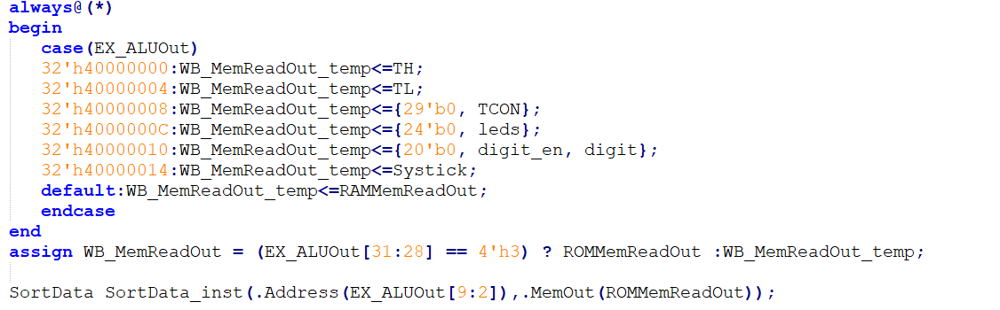 always@(*)
begin
case(EX_ALUOut)
32'h40000000:WB_MemReadOut_temp<=TH;
32'h40000004:WB_MemReadOut_temp<=TL;
32'h40000008:WB_MemReadOut_temp<={29'b0, TCON};
32'h4000000C:WB_MemReadOut_temp<={24'b0, leds};
32'h40000010:WB_MemReadOut_temp<={20'b0, digit_en, digit};
32'h40000014:WB_MemReadOut_temp<=Systick;
default:WB_MemReadOut_temp<=RAMMemReadOut;
endcase
end
assign WB_MemReadOut = (EX_ALUOut[31:28] == 4'h3) ? ROMMemReadOut :WB_MemReadOut_temp;
SortData SortData_inst(.Address(EX_ALUOut[9:2]),.MemOut(ROMMemReadOut));